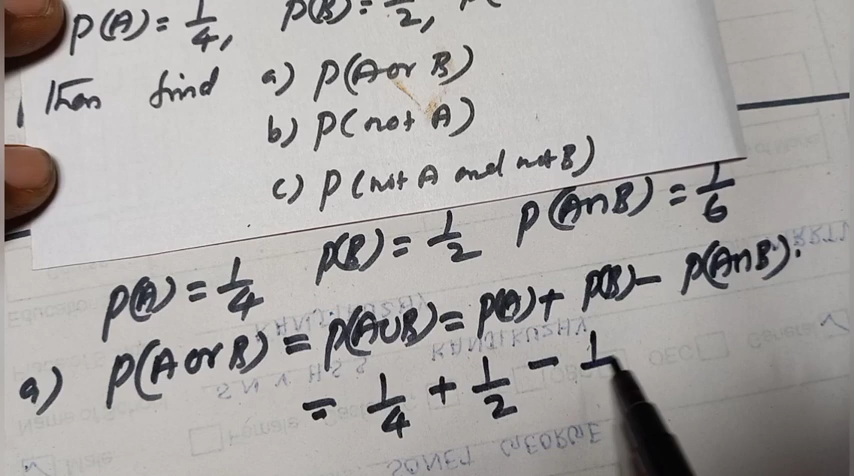 P(A) = 1/4, P(B) = 1/2, P(
Then find a) P(A or B)
b) P(not A)
c) P(not A and not B)
P(A) = 1/4 P(B) = 1/2 P(A∩B) = 1/6
a) P(A or B) = P(A∪B) = P(A) + P(B) - P(A∩B).
= 1/4 + 1/2 - 1